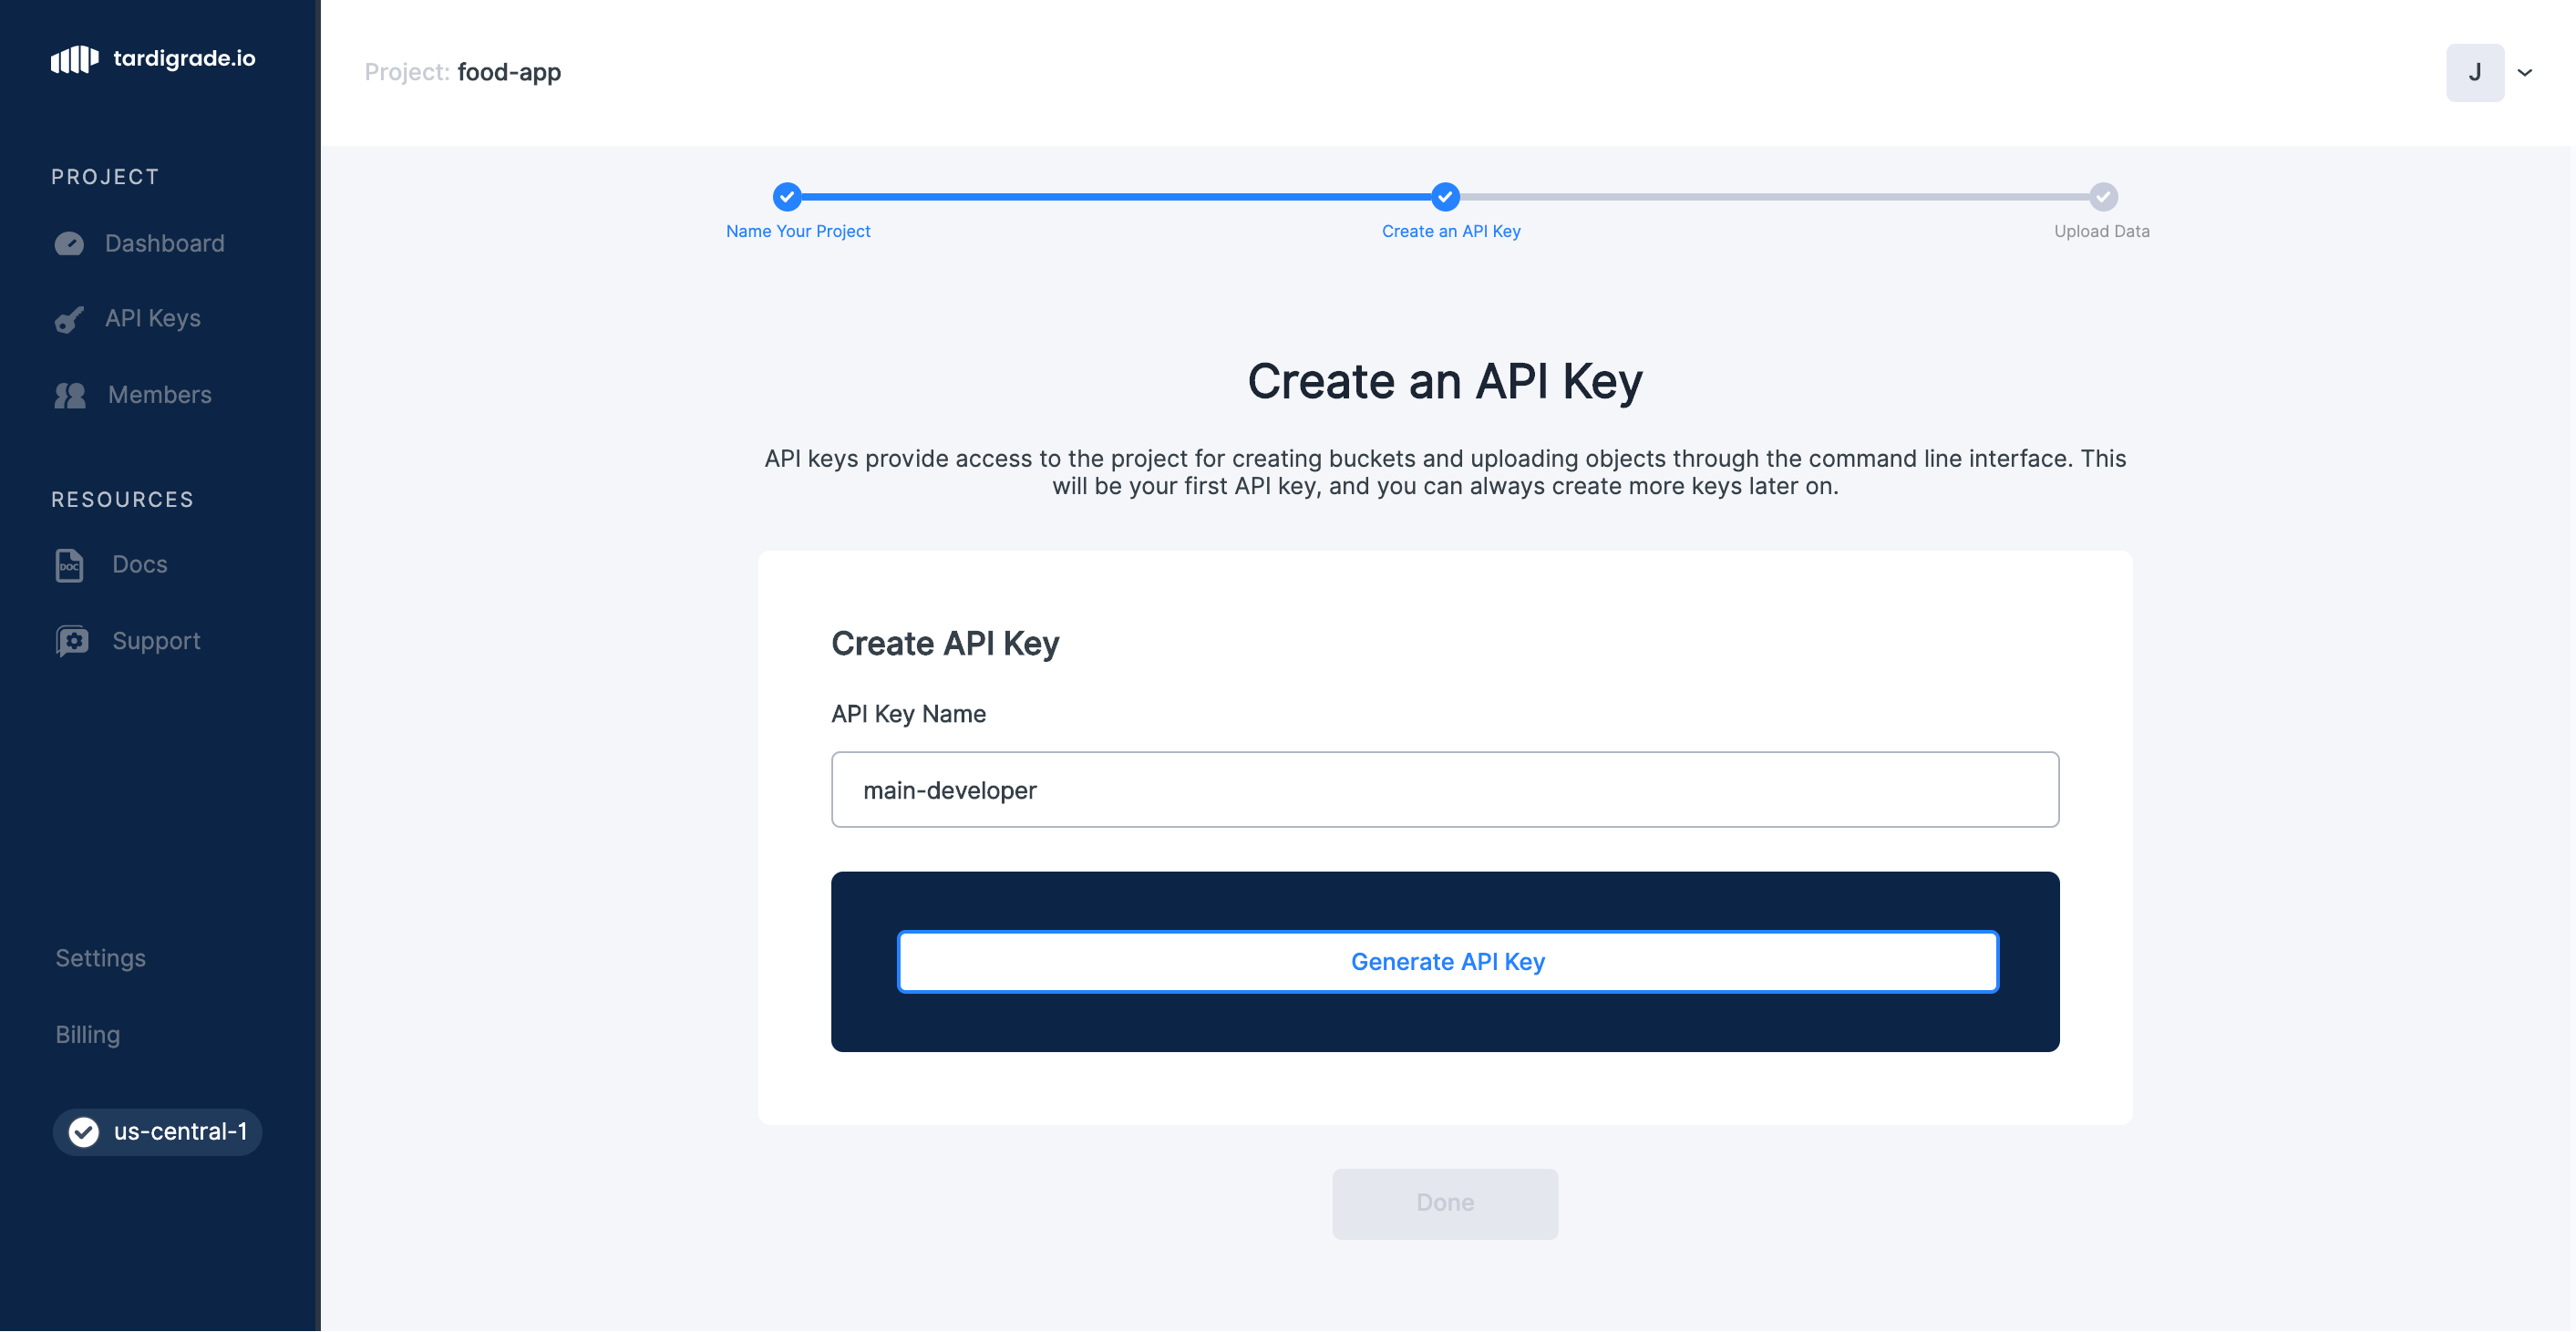 tardigrade.io
PROJECT
Dashboard
API Keys
Members
RESOURCES
DOC Docs
Support
Settings
Billing
us-central-1
Project: food-app
J
Name Your Project
Create an API Key
Upload Data
Create an API Key
API keys provide access to the project for creating buckets and uploading objects through the command line interface. This
will be your first API key, and you can always create more keys later on.
Create API Key
API Key Name
main-developer
Generate API Key
Done